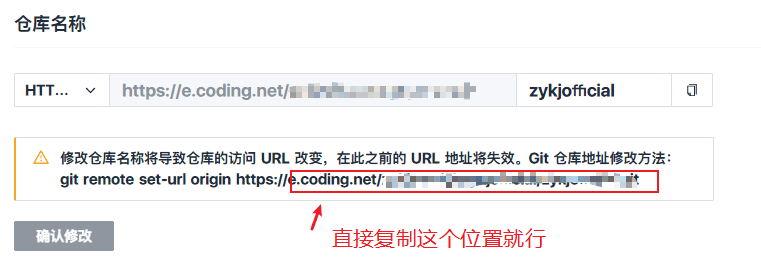 仓库名称
HTT... https://e.coding.net/ zykjofficial
修改仓库名称将导致仓库的访问 URL 改变，在此之前的 URL 地址将失效。Git 仓库地址修改方法：
git remote set-url origin https://e.coding.net/
确认修改
直接复制这个位置就行